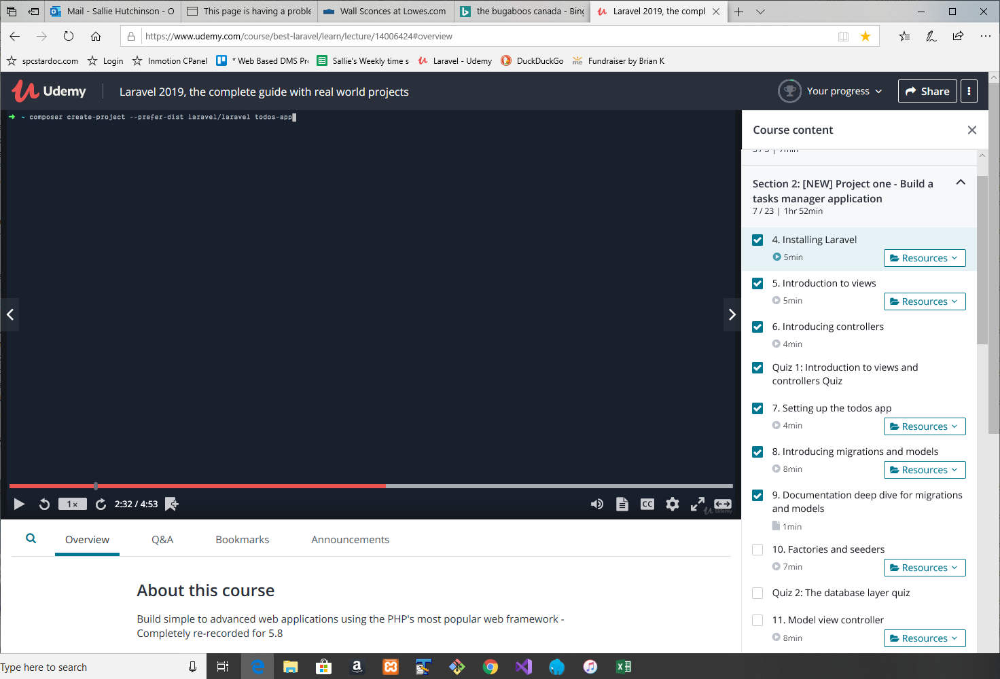 Mail - Sallie Hutchinson - O
This page is having a proble
Wall Sconces at Lowes.com
the bugaboos canada - Bing
Laravel 2019, the compl
https://www.udemy.com/course/best-laravel/learn/lecture/14006424#overview
spcstardoc.com
Login
Inmotion CPanel
* Web Based DMS Pr
Sallie's Weekly time s
Laravel - Udemy
DuckDuckGo
me
Fundraiser by Brian K
Udemy
Laravel 2019, the complete guide with real world projects
Your progress
Share
~ composer create-project --prefer-dist laravel/laravel todos-app
Course content
3 / 3 | 7min
Section 2: [NEW] Project one - Build a
tasks manager application
7 / 23 | 1hr 52min
4. Installing Laravel
5min
Resources
5. Introduction to views
5min
Resources
6. Introducing controllers
4min
Quiz 1: Introduction to views and
controllers Quiz
7. Setting up the todos app
4min
Resources
8. Introducing migrations and models
8min
Resources
9. Documentation deep dive for migrations
and models
1min
10. Factories and seeders
7min
Resources
Quiz 2: The database layer quiz
11. Model view controller
8min
Resources
1×
2:32 / 4:53
CC
Udemy
Overview
Q&A
Bookmarks
Announcements
About this course
Build simple to advanced web applications using the PHP's most popular web framework -
Completely re-recorded for 5.8
Type here to search